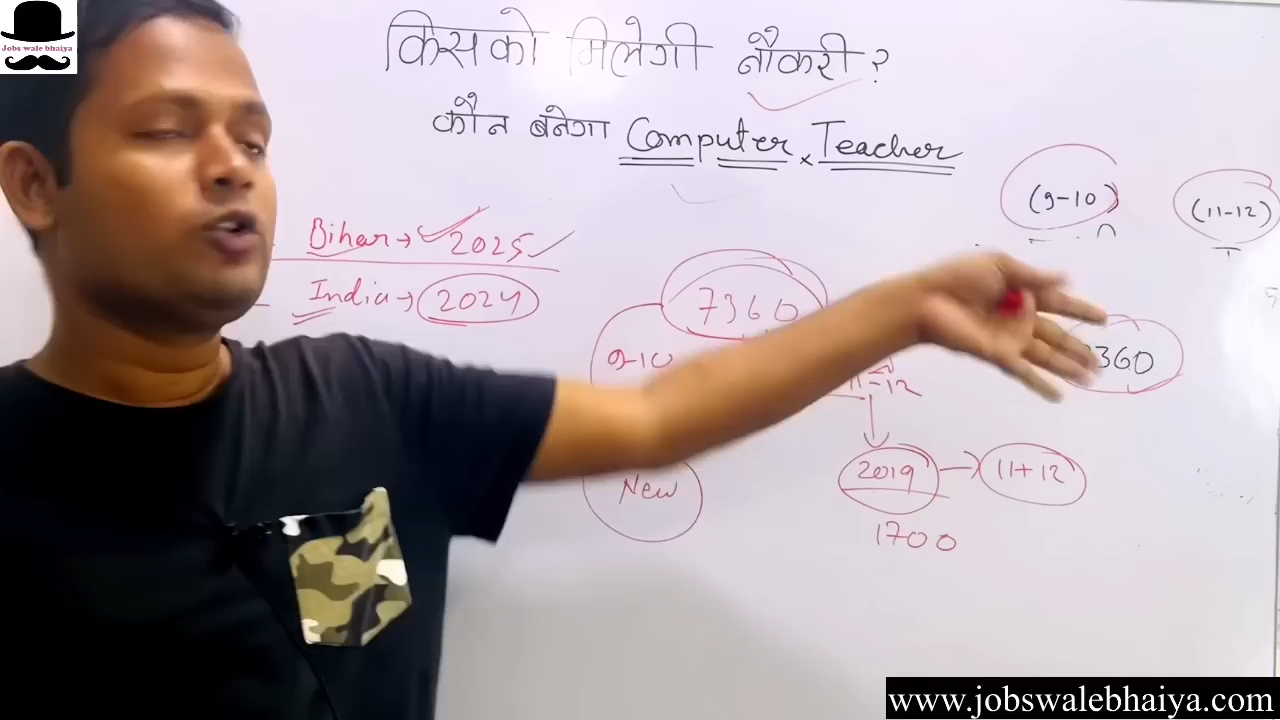 Jobs wale bhaiya
किसको मिलेगी नौकरी ?
कौन बनेगा Computer Teacher
(9-10) (11-12)
Bihar → 2025
India → 2024
7360
9-10
11-12
360
2019 → 11+12
New
1700
www.jobswalebhaiya.com